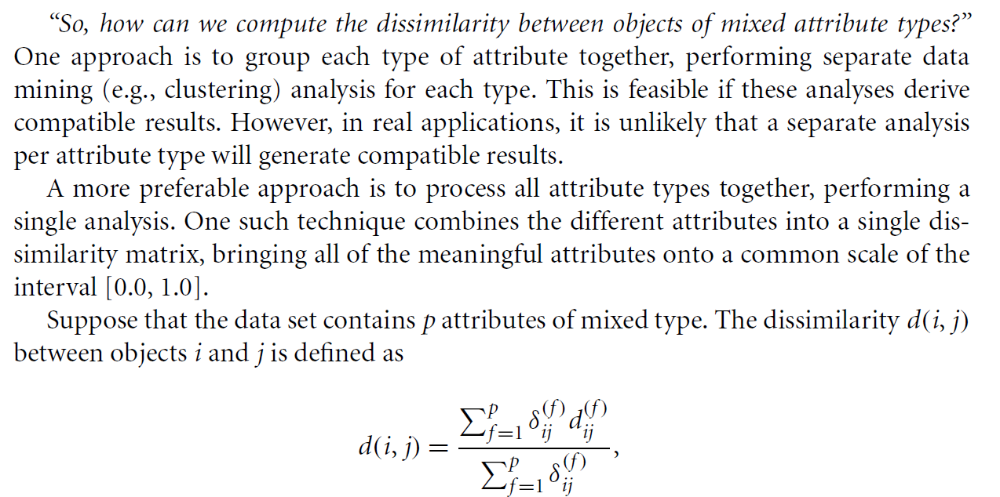 “So, how can we compute the dissimilarity between objects of mixed attribute types?”
One approach is to group each type of attribute together, performing separate data
mining (e.g., clustering) analysis for each type. This is feasible if these analyses derive
compatible results. However, in real applications, it is unlikely that a separate analysis
per attribute type will generate compatible results.
A more preferable approach is to process all attribute types together, performing a
single analysis. One such technique combines the different attributes into a single dis-
similarity matrix, bringing all of the meaningful attributes onto a common scale of the
interval [0.0, 1.0].
Suppose that the data set contains p attributes of mixed type. The dissimilarity d(i, j)
between objects i and j is defined as
d(i, j) = \frac{\sum_{f=1}^{p} \delta_{ij}^{(f)} d_{ij}^{(f)}}{\sum_{f=1}^{p} \delta_{ij}^{(f)}},